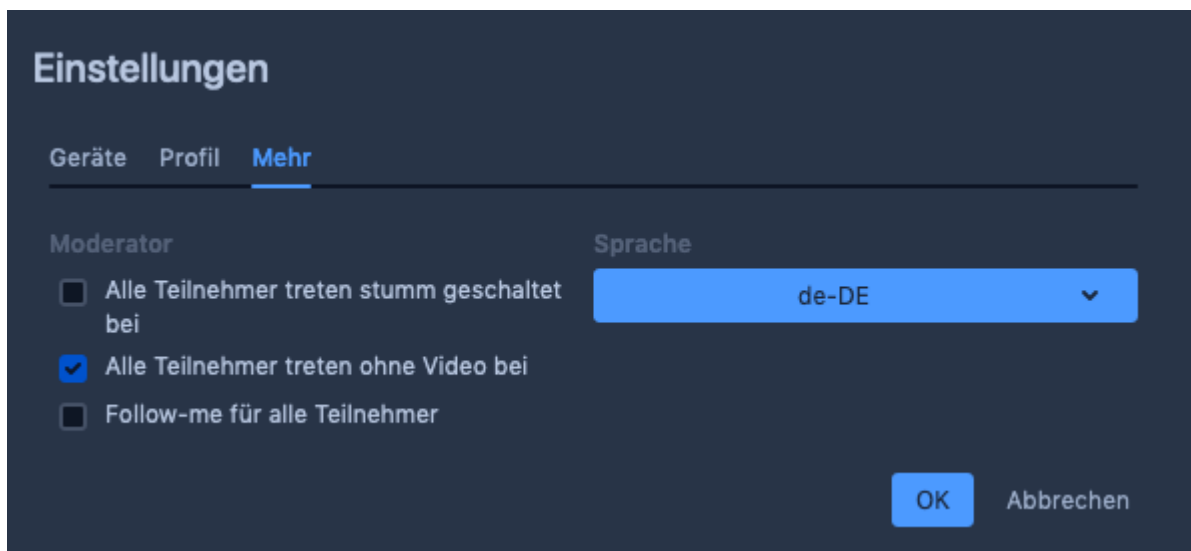 Einstellungen
Geräte Profil Mehr
Moderator
Alle Teilnehmer treten stumm geschaltet
bei
Alle Teilnehmer treten ohne Video bei
Follow-me für alle Teilnehmer
Sprache
de-DE
OK Abbrechen